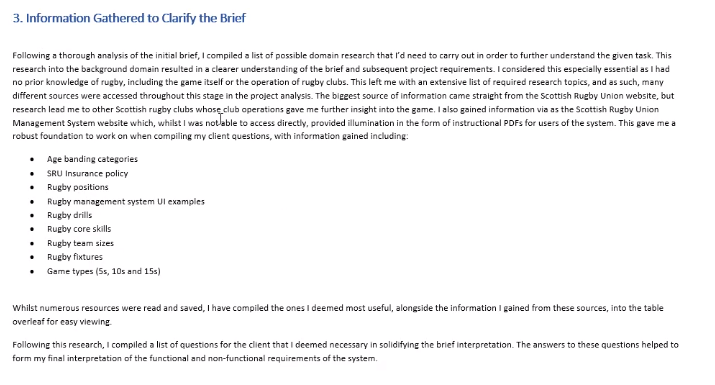 3. Information Gathered to Clarify the Brief
Following a thorough analysis of the initial brief, I compiled a list of possible domain research that I'd need to carry out in order to further understand the given task. This
research into the background domain resulted in a clearer understanding of the brief and subsequent project requirements. I considered this especially essential as I had
no prior knowledge of rugby, including the game itself or the operation of rugby clubs. This left me with an extensive list of required research topics, and as such, many
different sources were accessed throughout this stage in the project analysis. The biggest source of information came straight from the Scottish Rugby Union website, but
research lead me to other Scottish rugby clubs whose club operations gave me further insight into the game. I also gained information via as the Scottish Rugby Union
Management System website which, whilst I was not able to access directly, provided illumination in the form of instructional PDFs for users of the system. This gave me a
robust foundation to work on when compiling my client questions, with information gained including:
• Age banding categories
• SRU Insurance policy
• Rugby positions
• Rugby management system UI examples
• Rugby drills
• Rugby core skills
• Rugby team sizes
• Rugby fixtures
• Game types (5s, 10s and 15s)
Whilst numerous resources were read and saved, I have compiled the ones I deemed most useful, alongside the information I gained from these sources, into the table
overleaf for easy viewing.
Following this research, I compiled a list of questions for the client that I deemed necessary in solidifying the brief interpretation. The answers to these questions helped to
form my final interpretation of the functional and non-functional requirements of the system.